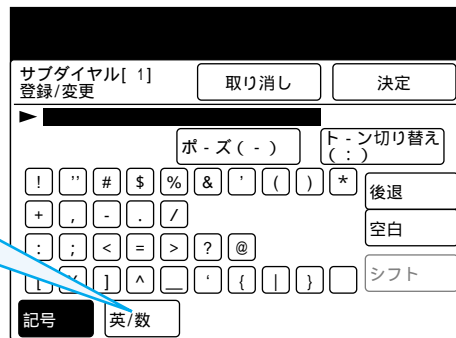 サブダイヤル[ 1]
登録/変更
取り消し
決定
ポ - ズ ( - )
ト - ン切り替え
( : )
! " # $ % & ' ( ) *
後退
+ , - . /
空白
: ; < = > ? @
[ ¥ ] ^ _ ‘ { | }
シフト
記号
英/数